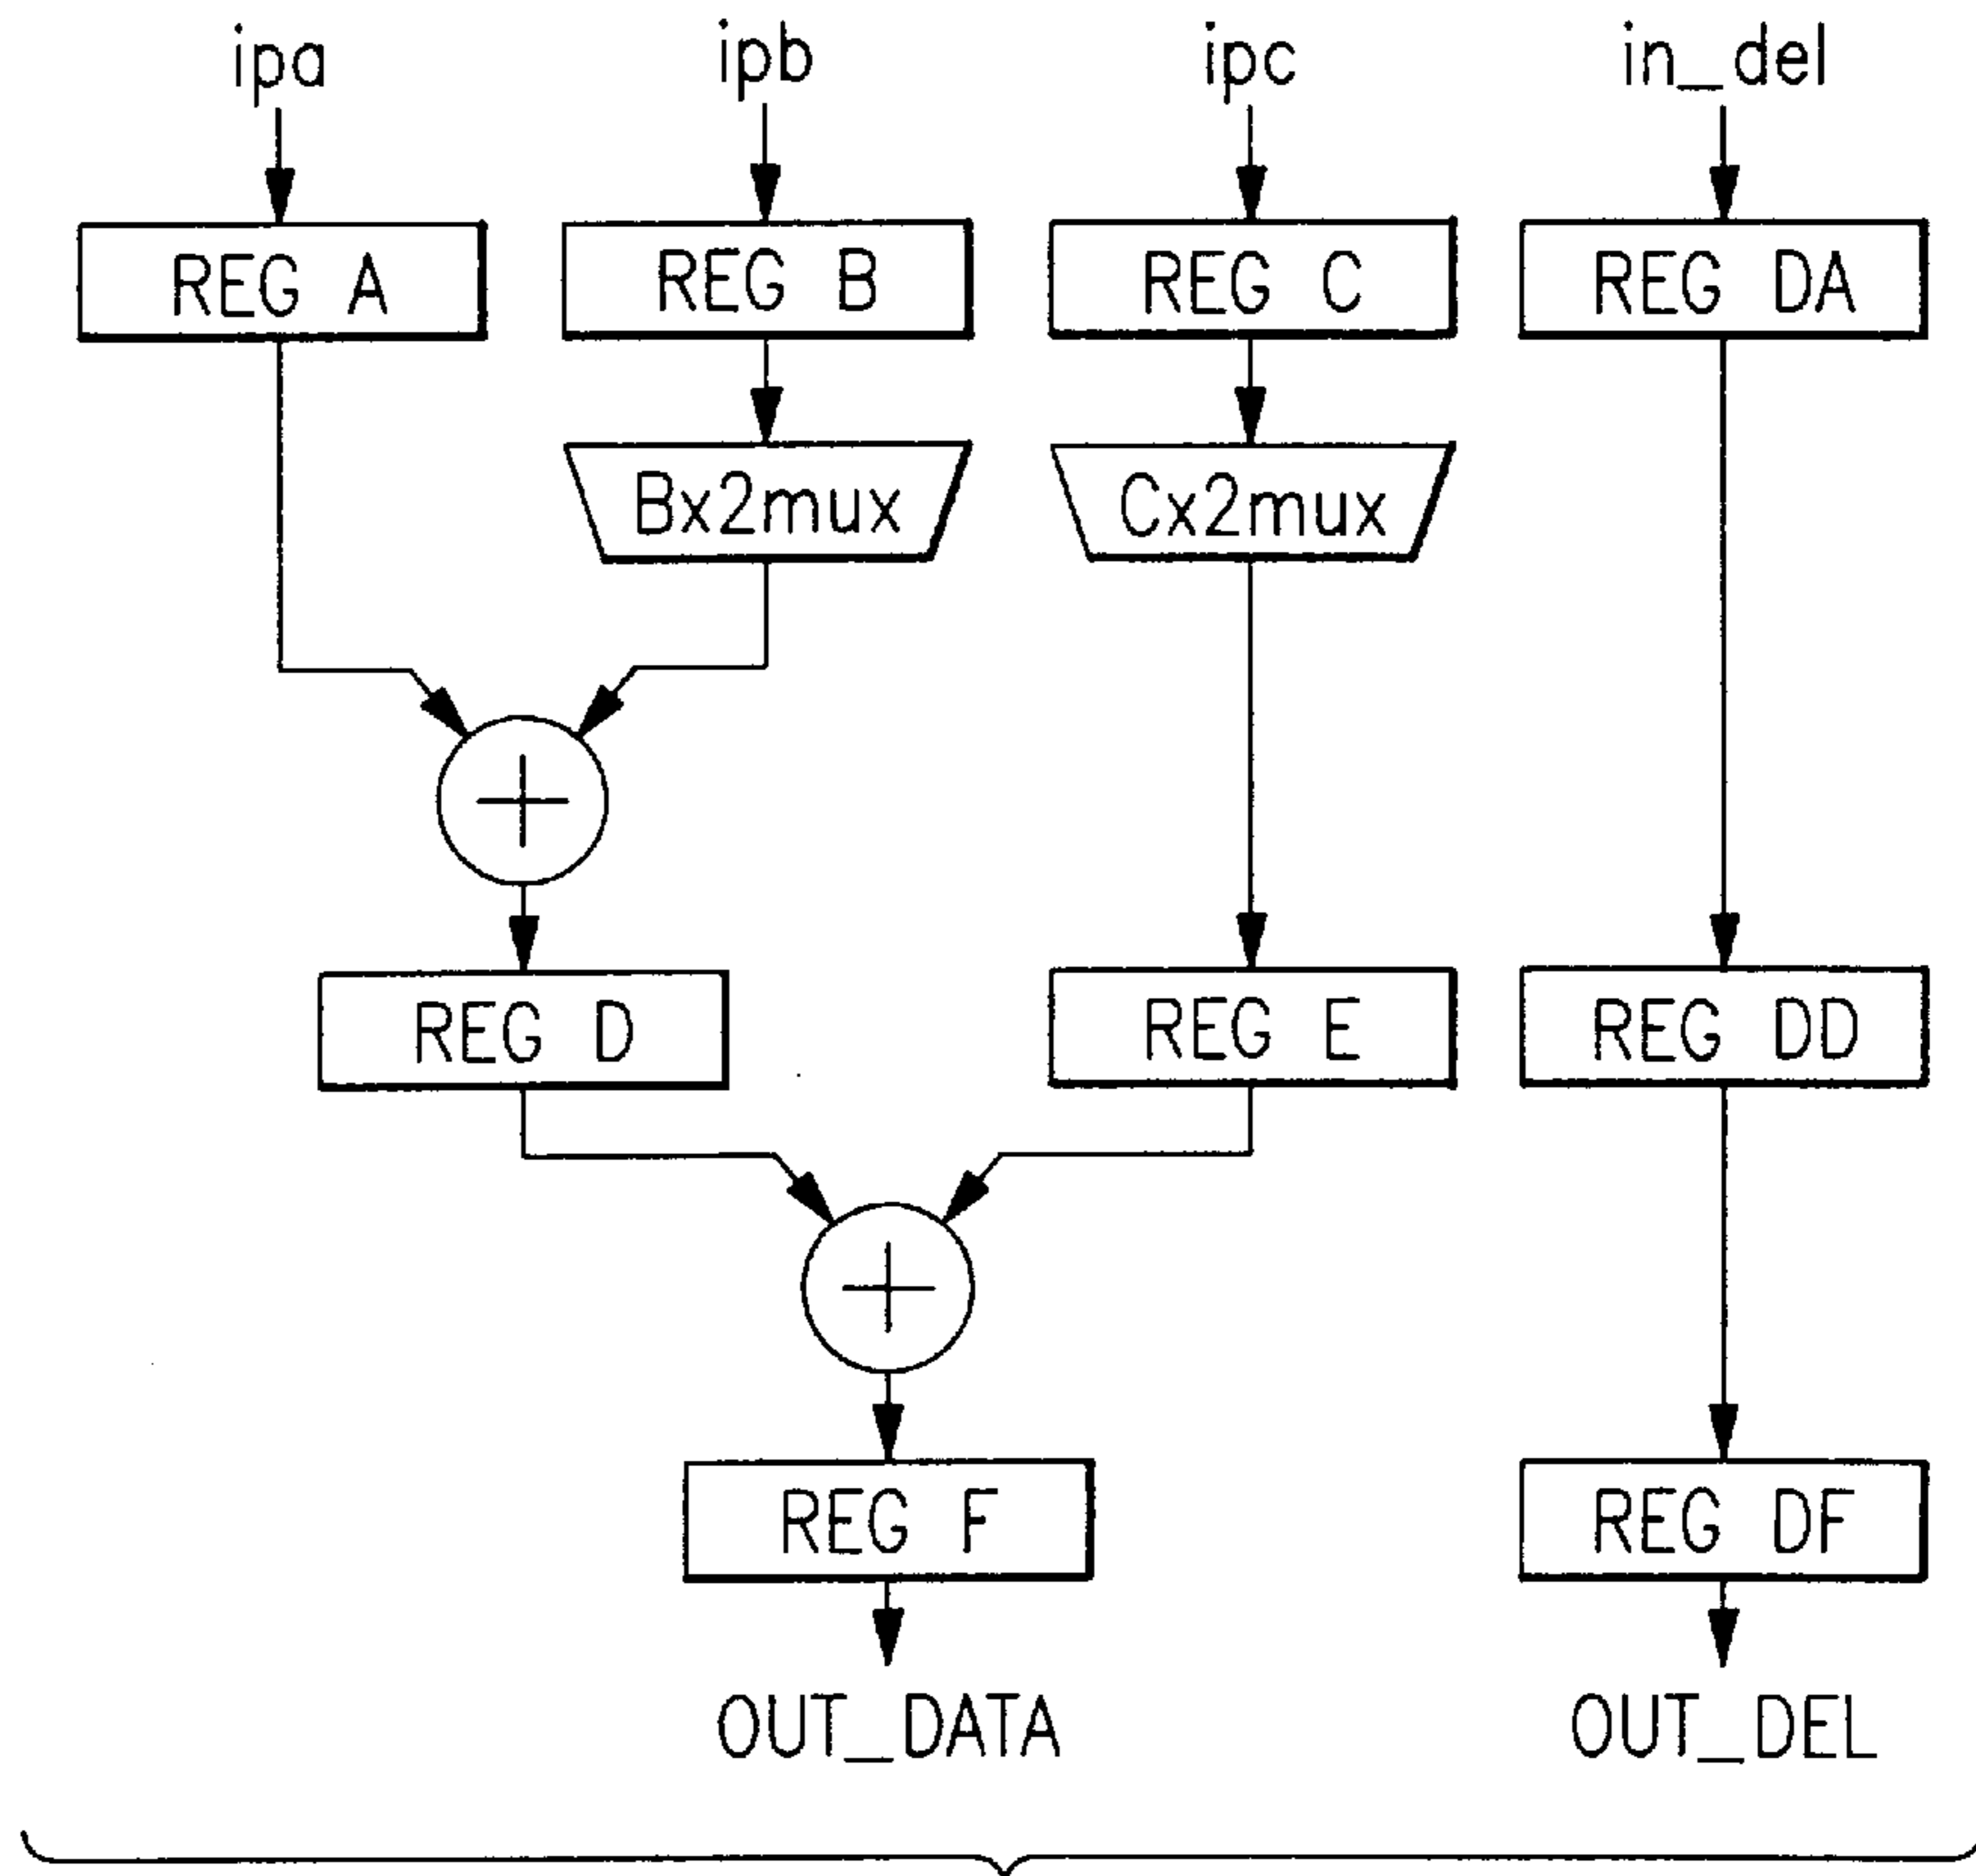 ipa ipb ipc in_del
REG A REG B REG C REG DA
Bx2mux Cx2mux
+
REG D REG E REG DD
+
REG F REG DF
OUT_DATA OUT_DEL